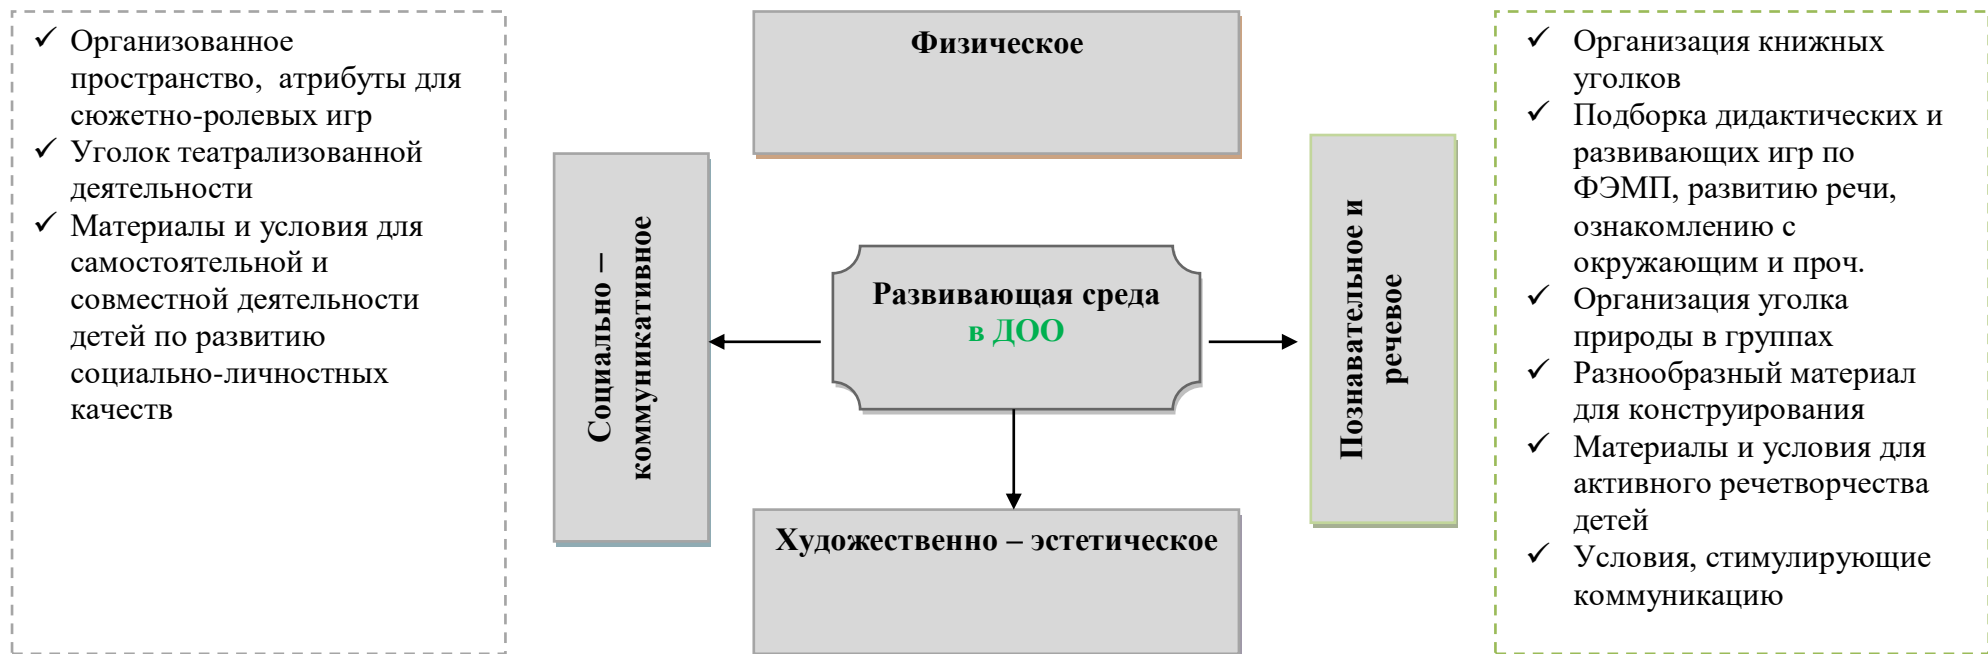 Организованное
пространство, атрибуты для
сюжетно-ролевых игр
Уголок театрализованной
деятельности
Материалы и условия для
самостоятельной и
совместной деятельности
детей по развитию
социально-личностных
качеств
Физическое
Социально –
коммуникативное
Развивающая среда
в ДОО
Познавательное и
речевое
Художественно – эстетическое
Организация книжных
уголков
Подборка дидактических и
развивающих игр по
ФЭМП, развитию речи,
ознакомлению с
окружающим и проч.
Организация уголка
природы в группах
Разнообразный материал
для конструирования
Материалы и условия для
активного речетворчества
детей
Условия, стимулирующие
коммуникацию